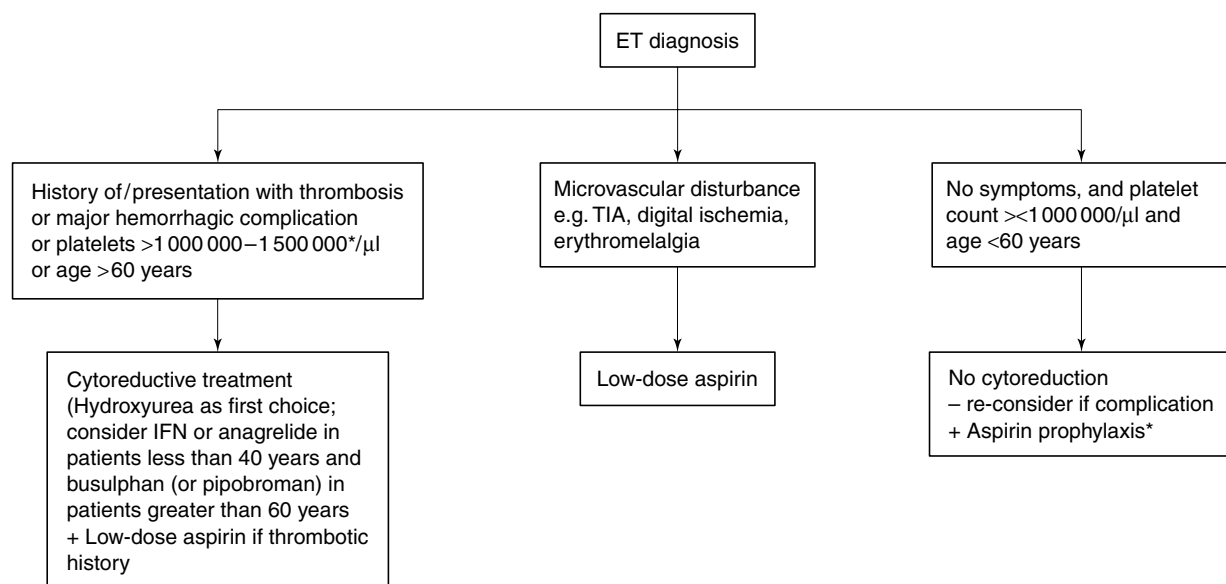 ET diagnosis
History of/presentation with thrombosis
or major hemorrhagic complication
or platelets >1 000 000–1 500 000*/μl
or age >60 years
Microvascular disturbance
e.g. TIA, digital ischemia,
erythromelalgia
No symptoms, and platelet
count ><1 000 000/μl and
age <60 years
Cytoreductive treatment
(Hydroxyurea as first choice;
consider IFN or anagrelide in
patients less than 40 years and
busulphan (or pipobroman) in
patients greater than 60 years
+ Low-dose aspirin if thrombotic
history
Low-dose aspirin
No cytoreduction
– re-consider if complication
+ Aspirin prophylaxis*